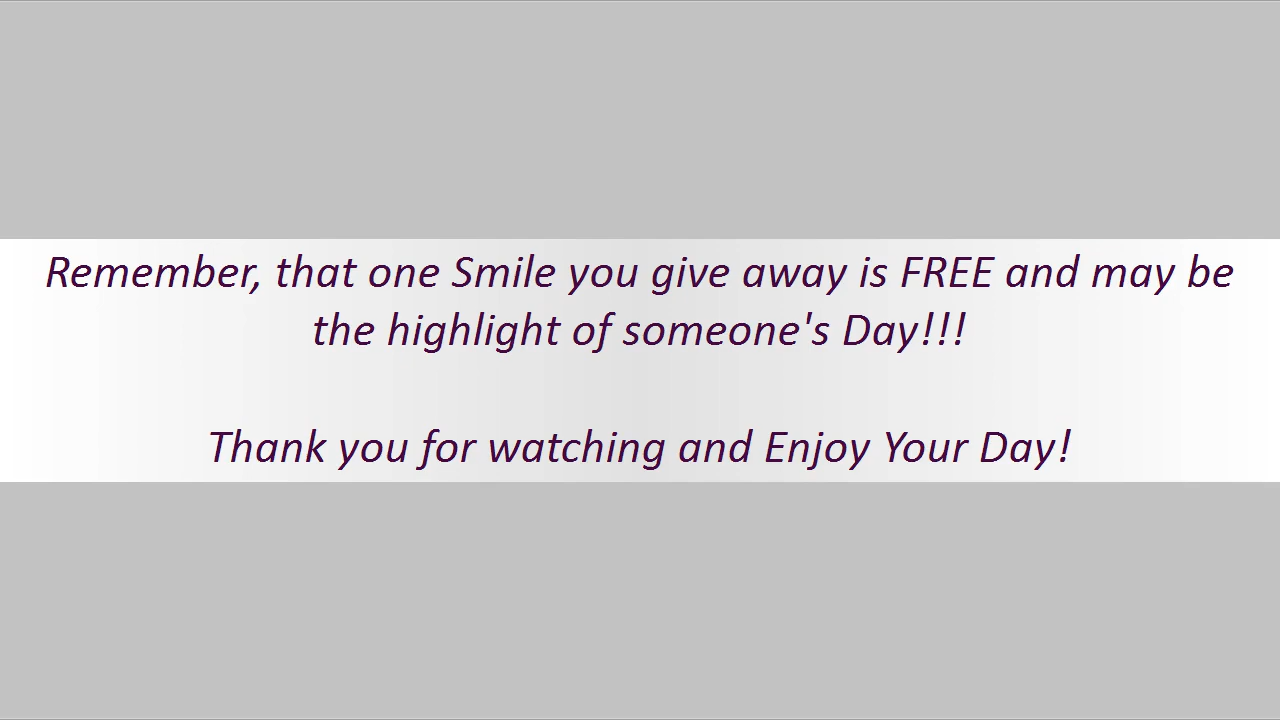 Remember, that one Smile you give away is FREE and may be
the highlight of someone's Day!!!
Thank you for watching and Enjoy Your Day!